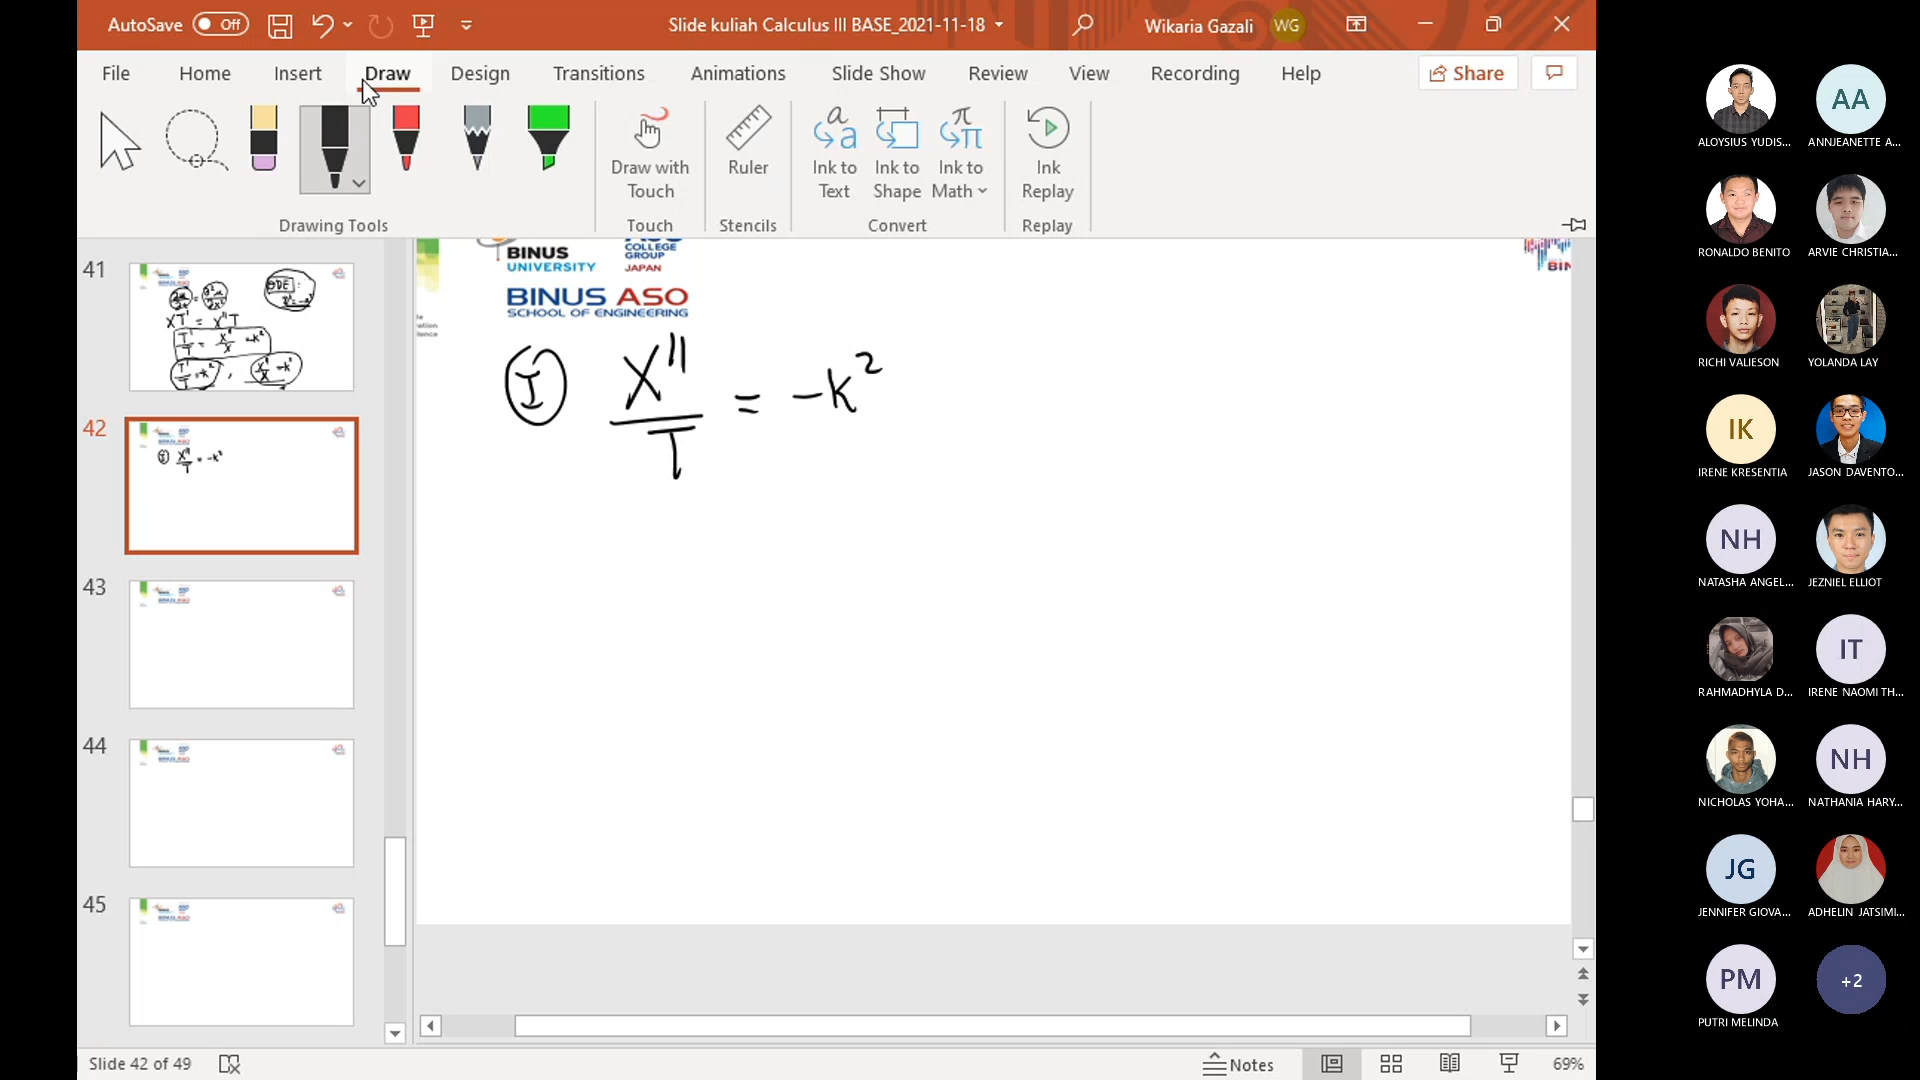 AutoSave Off
Slide kuliah Calculus III BASE_2021-11-18
Wikaria Gazali WG
File Home Insert Draw Design Transitions Animations Slide Show Review View Recording Help Share
Draw with Touch
Ruler
Ink to Text
Ink to Shape
Ink to Math
Ink Replay
Drawing Tools Touch Stencils Convert Replay
41
ODE
XT' = X''T
42
Ⓘ X''/T = -k²
43
44
45
BINUS UNIVERSITY
COLLEGE GROUP JAPAN
BINUS ASO
SCHOOL OF ENGINEERING
BIN
Ⓘ X''/T = -k²
ALOYSIUS YUDIS...
AA
ANNJEANETTE A...
RONALDO BENITO
ARVIE CHRISTIA...
RICHI VALIESON
YOLANDA LAY
IK
IRENE KRESENTIA
JASON DAVENTO...
NH
NATASHA ANGEL...
JEZNIEL ELLIOT
RAHMADHYLA D...
IT
IRENE NAOMI TH...
NICHOLAS YOHA...
NH
NATHANIA HARY...
JG
JENNIFER GIOVA...
ADHELIN JATSIMI...
PM
PUTRI MELINDA
+2
Slide 42 of 49
Notes
69%